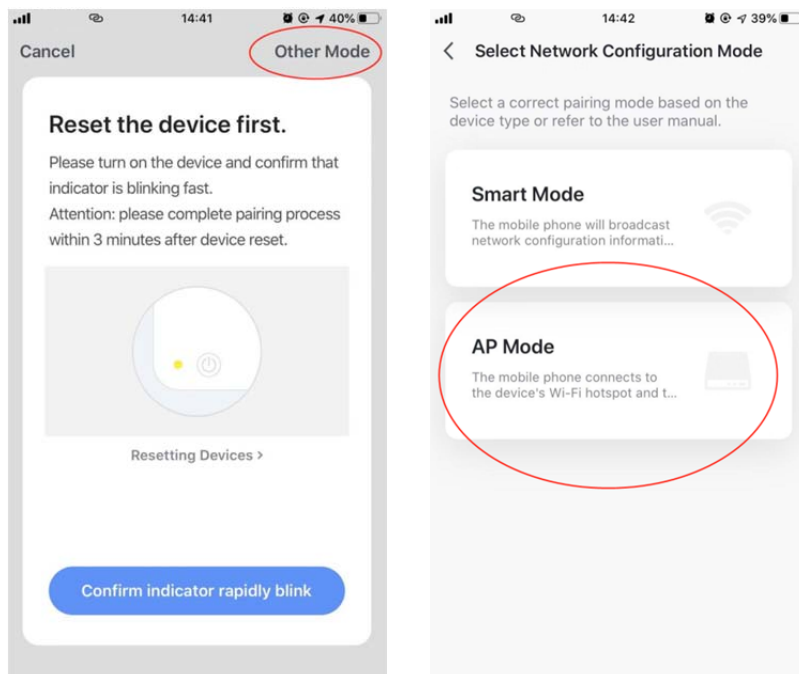 14:41
40%
Cancel
Other Mode
Reset the device first.
Please turn on the device and confirm that
indicator is blinking fast.
Attention: please complete pairing process
within 3 minutes after device reset.
Resetting Devices >
Confirm indicator rapidly blink
14:42
39%
< Select Network Configuration Mode
Select a correct pairing mode based on the
device type or refer to the user manual.
Smart Mode
The mobile phone will broadcast
network configuration informati...
AP Mode
The mobile phone connects to
the device's Wi-Fi hotspot and t...